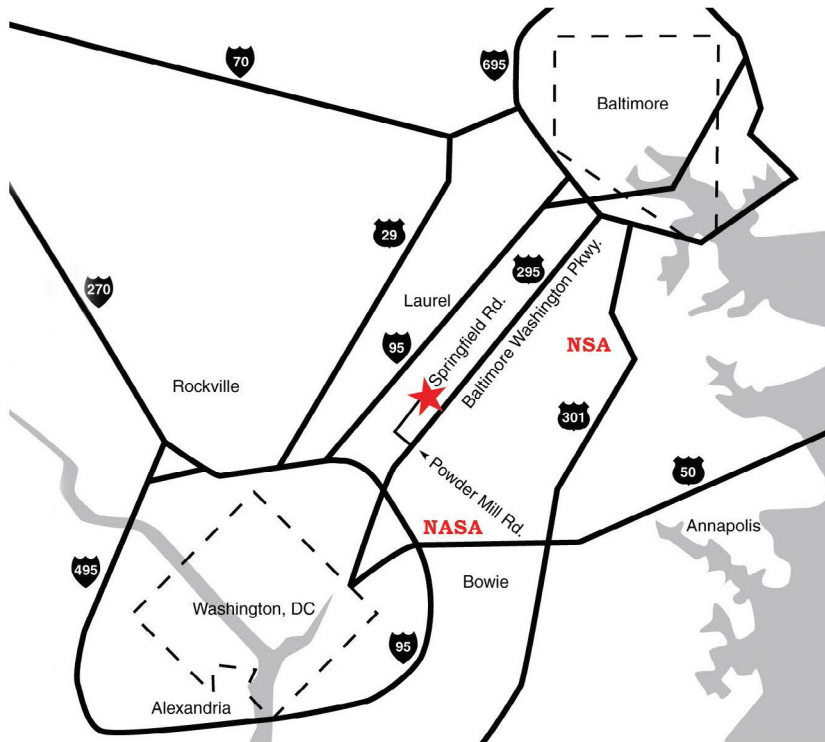 70
695
Baltimore
29
295
270
Laurel
Springfield Rd.
Baltimore Washington Pkwy.
95
NSA
Rockville
301
50
Powder Mill Rd.
NASA
Annapolis
495
Bowie
Washington, DC
95
Alexandria